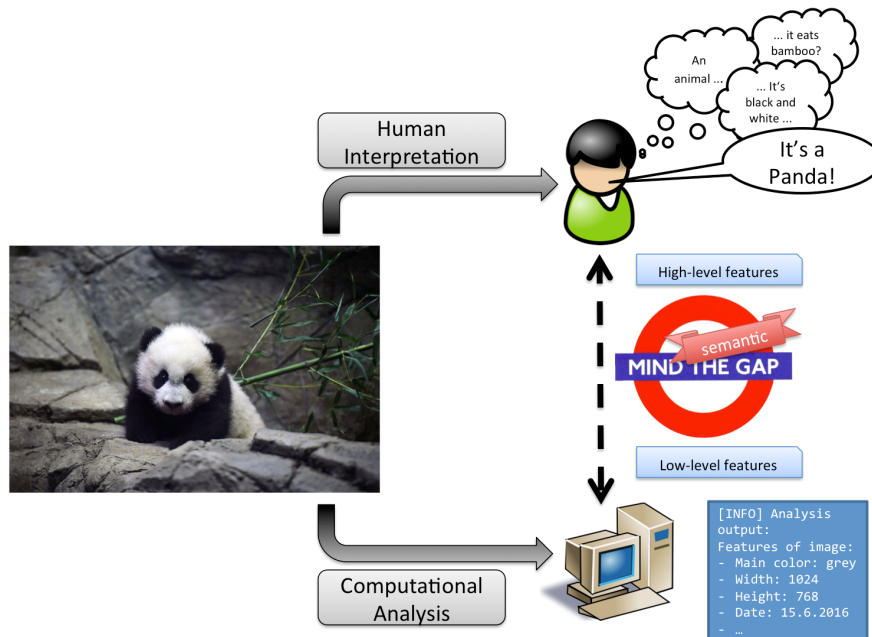 ... it eats
bamboo?
An
animal ...
... It's
black and
white ...
Human
Interpretation
It's a
Panda!
High-level features
semantic
MIND THE GAP
Low-level features
[INFO] Analysis
output:
Features of image:
- Main color: grey
- Width: 1024
- Height: 768
- Date: 15.6.2016
- …
Computational
Analysis